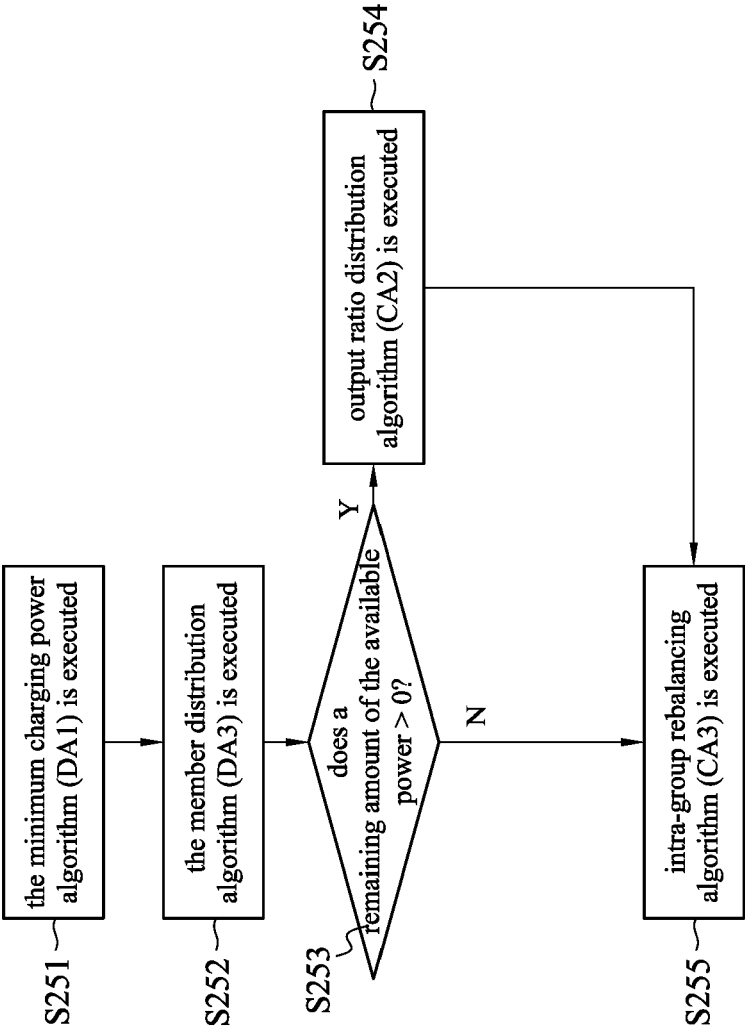 S251
the minimum charging power
algorithm (DA1) is executed
S252
the member distribution
algorithm (DA3) is executed
S253
does a
remaining amount of the available
power > 0?
Y
N
S254
output ratio distribution
algorithm (CA2) is executed
S255
intra-group rebalancing
algorithm (CA3) is executed